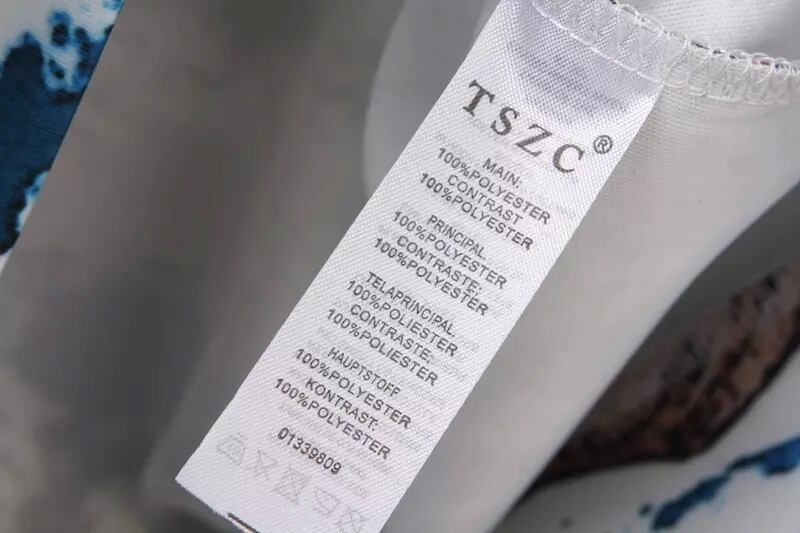 TSZC®
MAIN:
100%POLYESTER
CONTRAST
100%POLYESTER
PRINCIPAL
100%POLYESTER
CONTRASTE:
100%POLYESTER
TELAPRINCIPAL
100%POLIESTER
CONTRASTE:
100%POLIESTER
HAUPTSTOFF
100%POLYESTER
KONTRAST:
100%POLYESTER
01339809